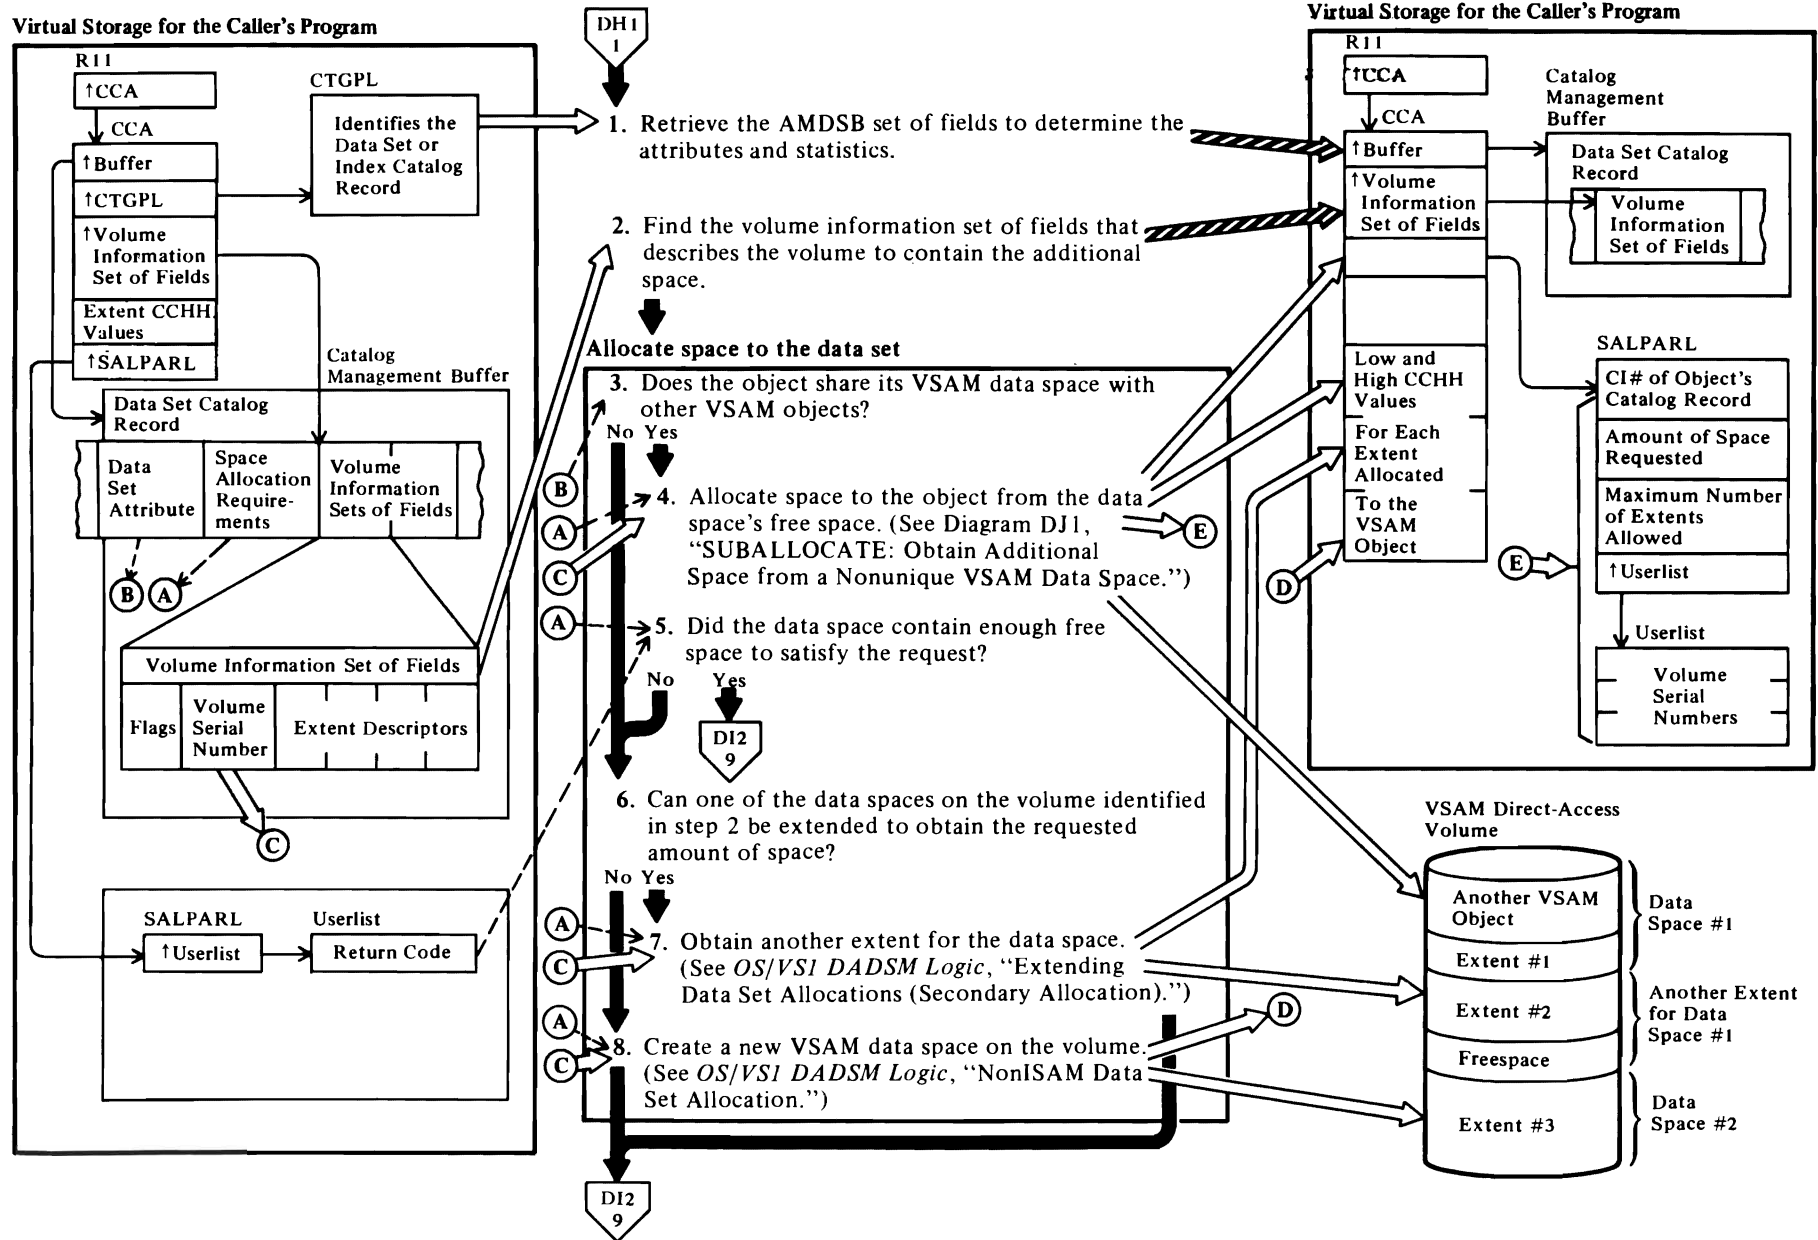 Virtual Storage for the Caller's Program
R11
↑CCA
CCA
↑Buffer
↑CTGPL
↑Volume
Information
Set of Fields
Extent CCHH
Values
↑SALPARL
CTGPL
Identifies the
Data Set or
Index Catalog
Record
Catalog
Management Buffer
Data Set Catalog
Record
Data
Set
Attribute
Space
Allocation
Require-
ments
Volume
Information
Sets of Fields
B
A
Volume Information Set of Fields
Flags
Volume
Serial
Number
Extent Descriptors
C
SALPARL
↑Userlist
Userlist
Return Code
DH1
1
1. Retrieve the AMDSB set of fields to determine the
attributes and statistics.
2. Find the volume information set of fields that
describes the volume to contain the additional
space.
Allocate space to the data set
3. Does the object share its VSAM data space with
other VSAM objects?
No Yes
B
A
C
4. Allocate space to the object from the data
space's free space. (See Diagram DJ1,
“SUBALLOCATE: Obtain Additional
Space from a Nonunique VSAM Data Space.”)
E
A
5. Did the data space contain enough free
space to satisfy the request?
No Yes
DI2
9
6. Can one of the data spaces on the volume identified
in step 2 be extended to obtain the requested
amount of space?
No Yes
A
C
7. Obtain another extent for the data space.
(See OS/VS1 DADSM Logic, “Extending
Data Set Allocations (Secondary Allocation).”)
A
C
D
8. Create a new VSAM data space on the volume.
(See OS/VS1 DADSM Logic, “NonISAM Data
Set Allocation.”)
DI2
9
Virtual Storage for the Caller's Program
R11
↑CCA
CCA
↑Buffer
↑Volume
Information
Set of Fields
Low and
High CCHH
Values
For Each
Extent
Allocated
To the
VSAM
Object
D
Catalog
Management
Buffer
Data Set Catalog
Record
Volume
Information
Set of Fields
SALPARL
CI# of Object's
Catalog Record
Amount of Space
Requested
Maximum Number
of Extents
Allowed
↑Userlist
E
Userlist
Volume
Serial
Numbers
VSAM Direct-Access
Volume
Another VSAM
Object
Extent #1
Extent #2
Freespace
Extent #3
Data
Space #1
Another Extent
for Data
Space #1
Data
Space #2